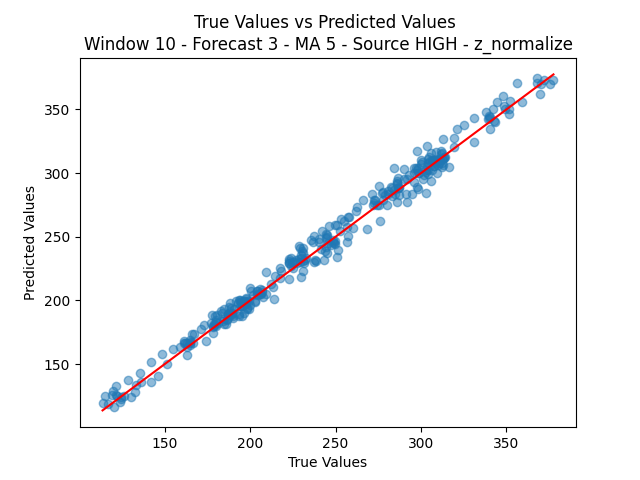 True Values vs Predicted Values
Window 10 - Forecast 3 - MA 5 - Source HIGH - z_normalize
350
300
250
200
150
Predicted Values
150 200 250 300 350
True Values